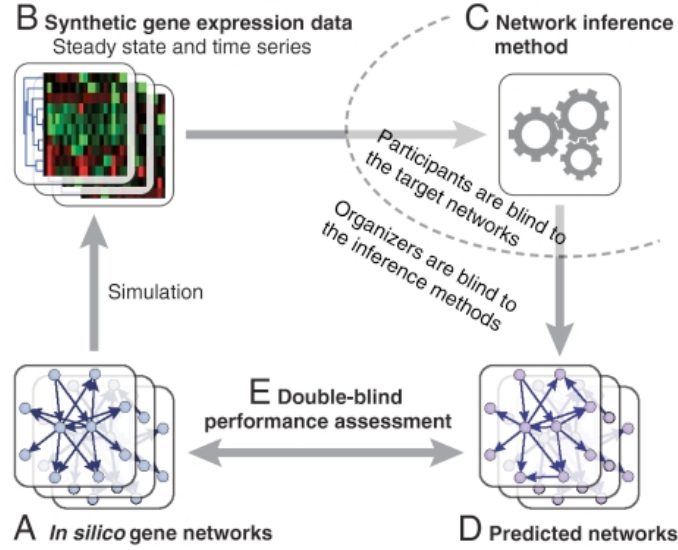 B Synthetic gene expression data
Steady state and time series
C Network inference
method
Participants are blind to
the target networks
Organizers are blind to
the inference methods
Simulation
E Double-blind
performance assessment
A In silico gene networks
D Predicted networks